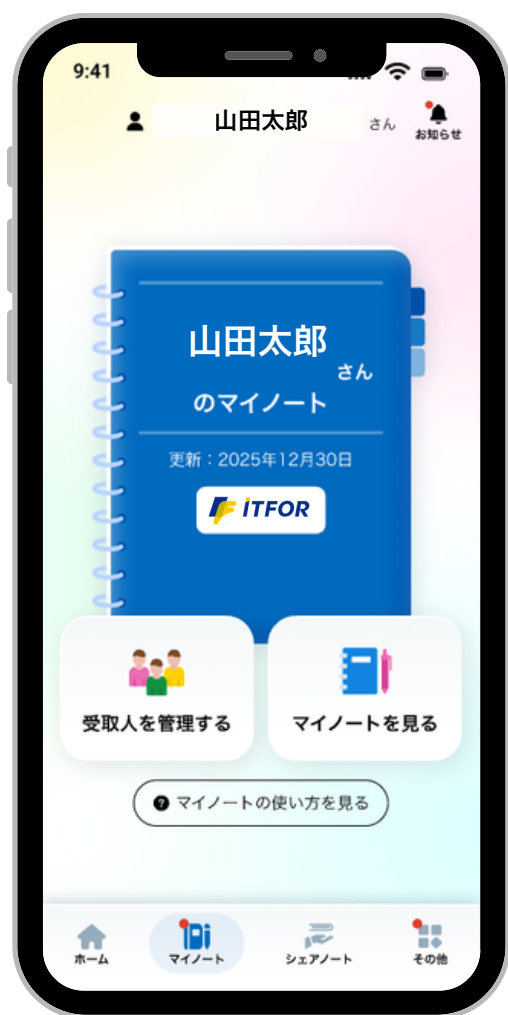 9:41
山田太郎 さん
お知らせ
山田太郎
さん
のマイノート
更新：2025年12月30日
ITFOR
受取人を管理する
マイノートを見る
? マイノートの使い方を見る
ホーム
マイノート
シェアノート
その他